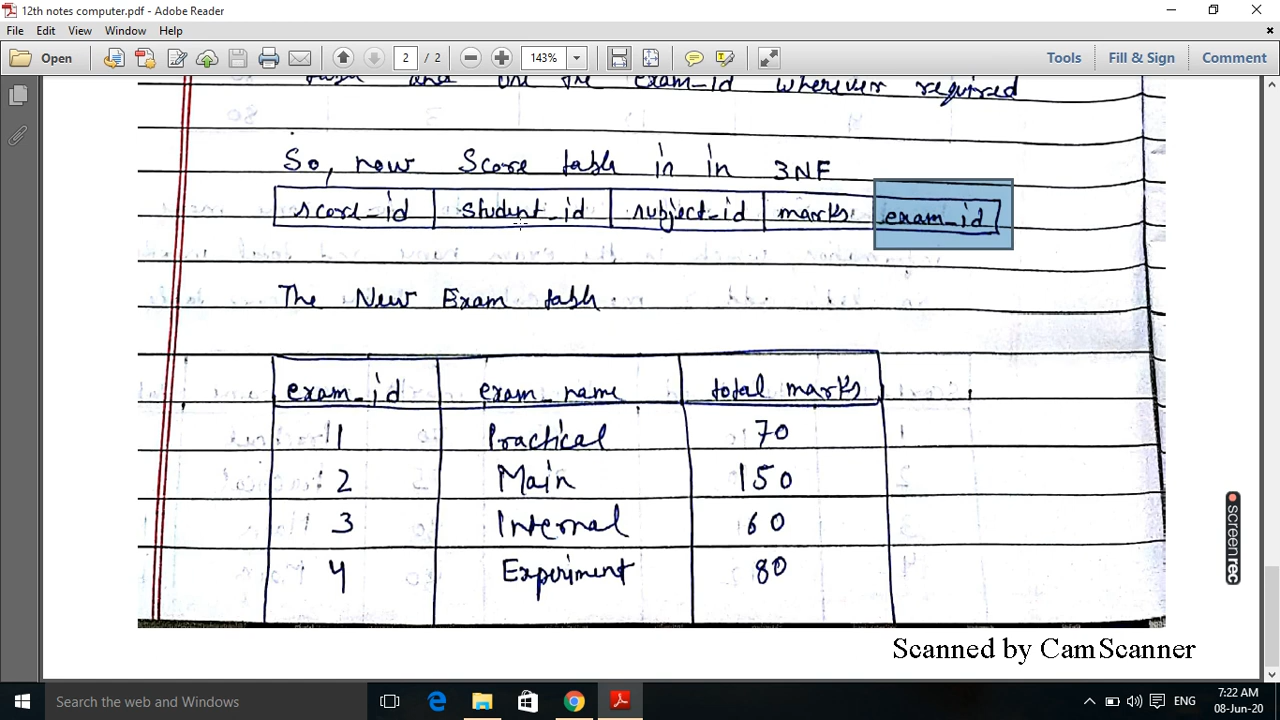 12th notes computer.pdf - Adobe Reader
File Edit View Window Help
Open 2 / 2 143% Tools Fill & Sign Comment
and the exam_id wherever required
So, now Score table in in 3NF
score_id student_id subject_id marks exam_id
The New Exam table
exam_id exam_name total marks
1 Practical 70
2 Main 150
3 Internal 60
4 Experiment 80
Scanned by CamScanner
screenrec
Search the web and Windows
ENG
7:22 AM
08-Jun-20